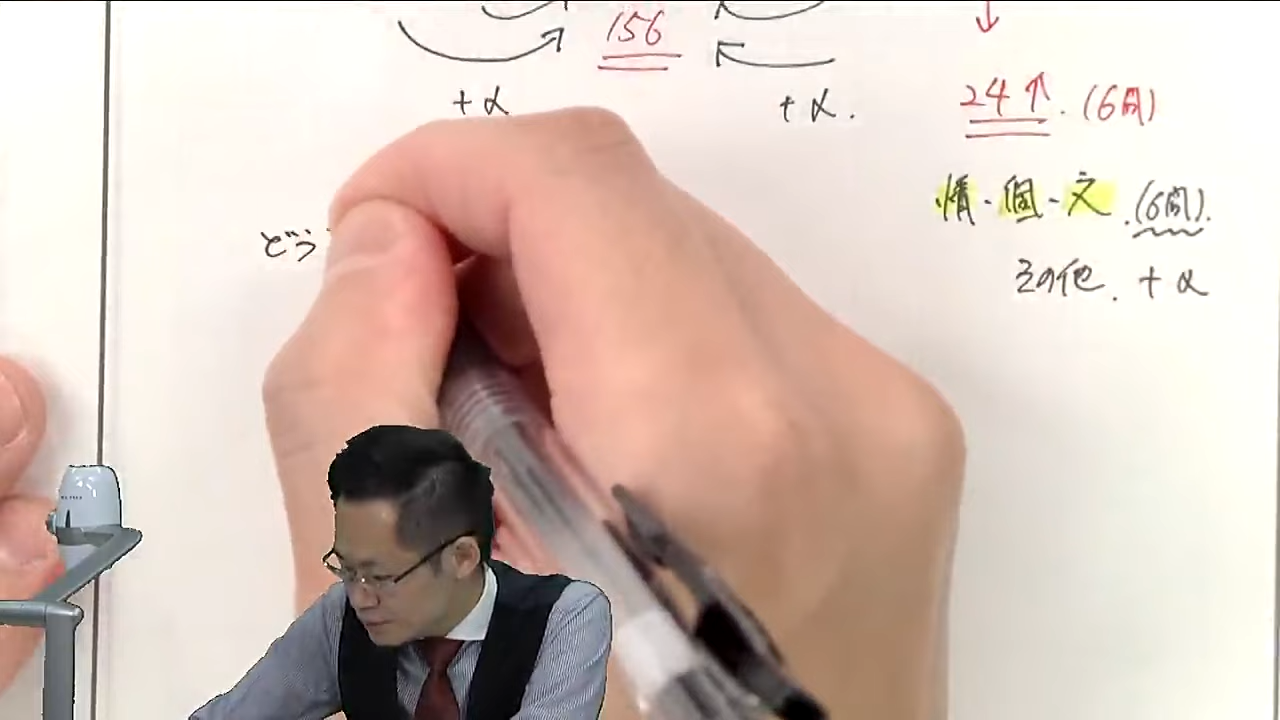 156
+α
+α.
24↑.(6問)
情・個・文.(6問).
どう
その他.+α